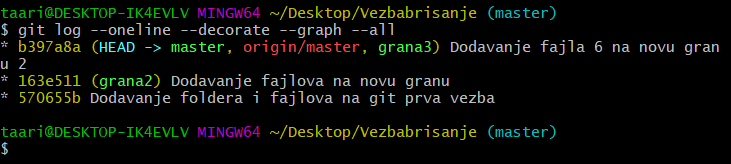 taari@DESKTOP-IK4EVLV MINGW64 ~/Desktop/Vezbabrisanje (master)
$ git log --oneline --decorate --graph --all
* b397a8a (HEAD -> master, origin/master, grana3) Dodavanje fajla 6 na novu gran
u 2
* 163e511 (grana2) Dodavanje fajlova na novu granu
* 570655b Dodavanje foldera i fajlova na git prva vezba
taari@DESKTOP-IK4EVLV MINGW64 ~/Desktop/Vezbabrisanje (master)
$